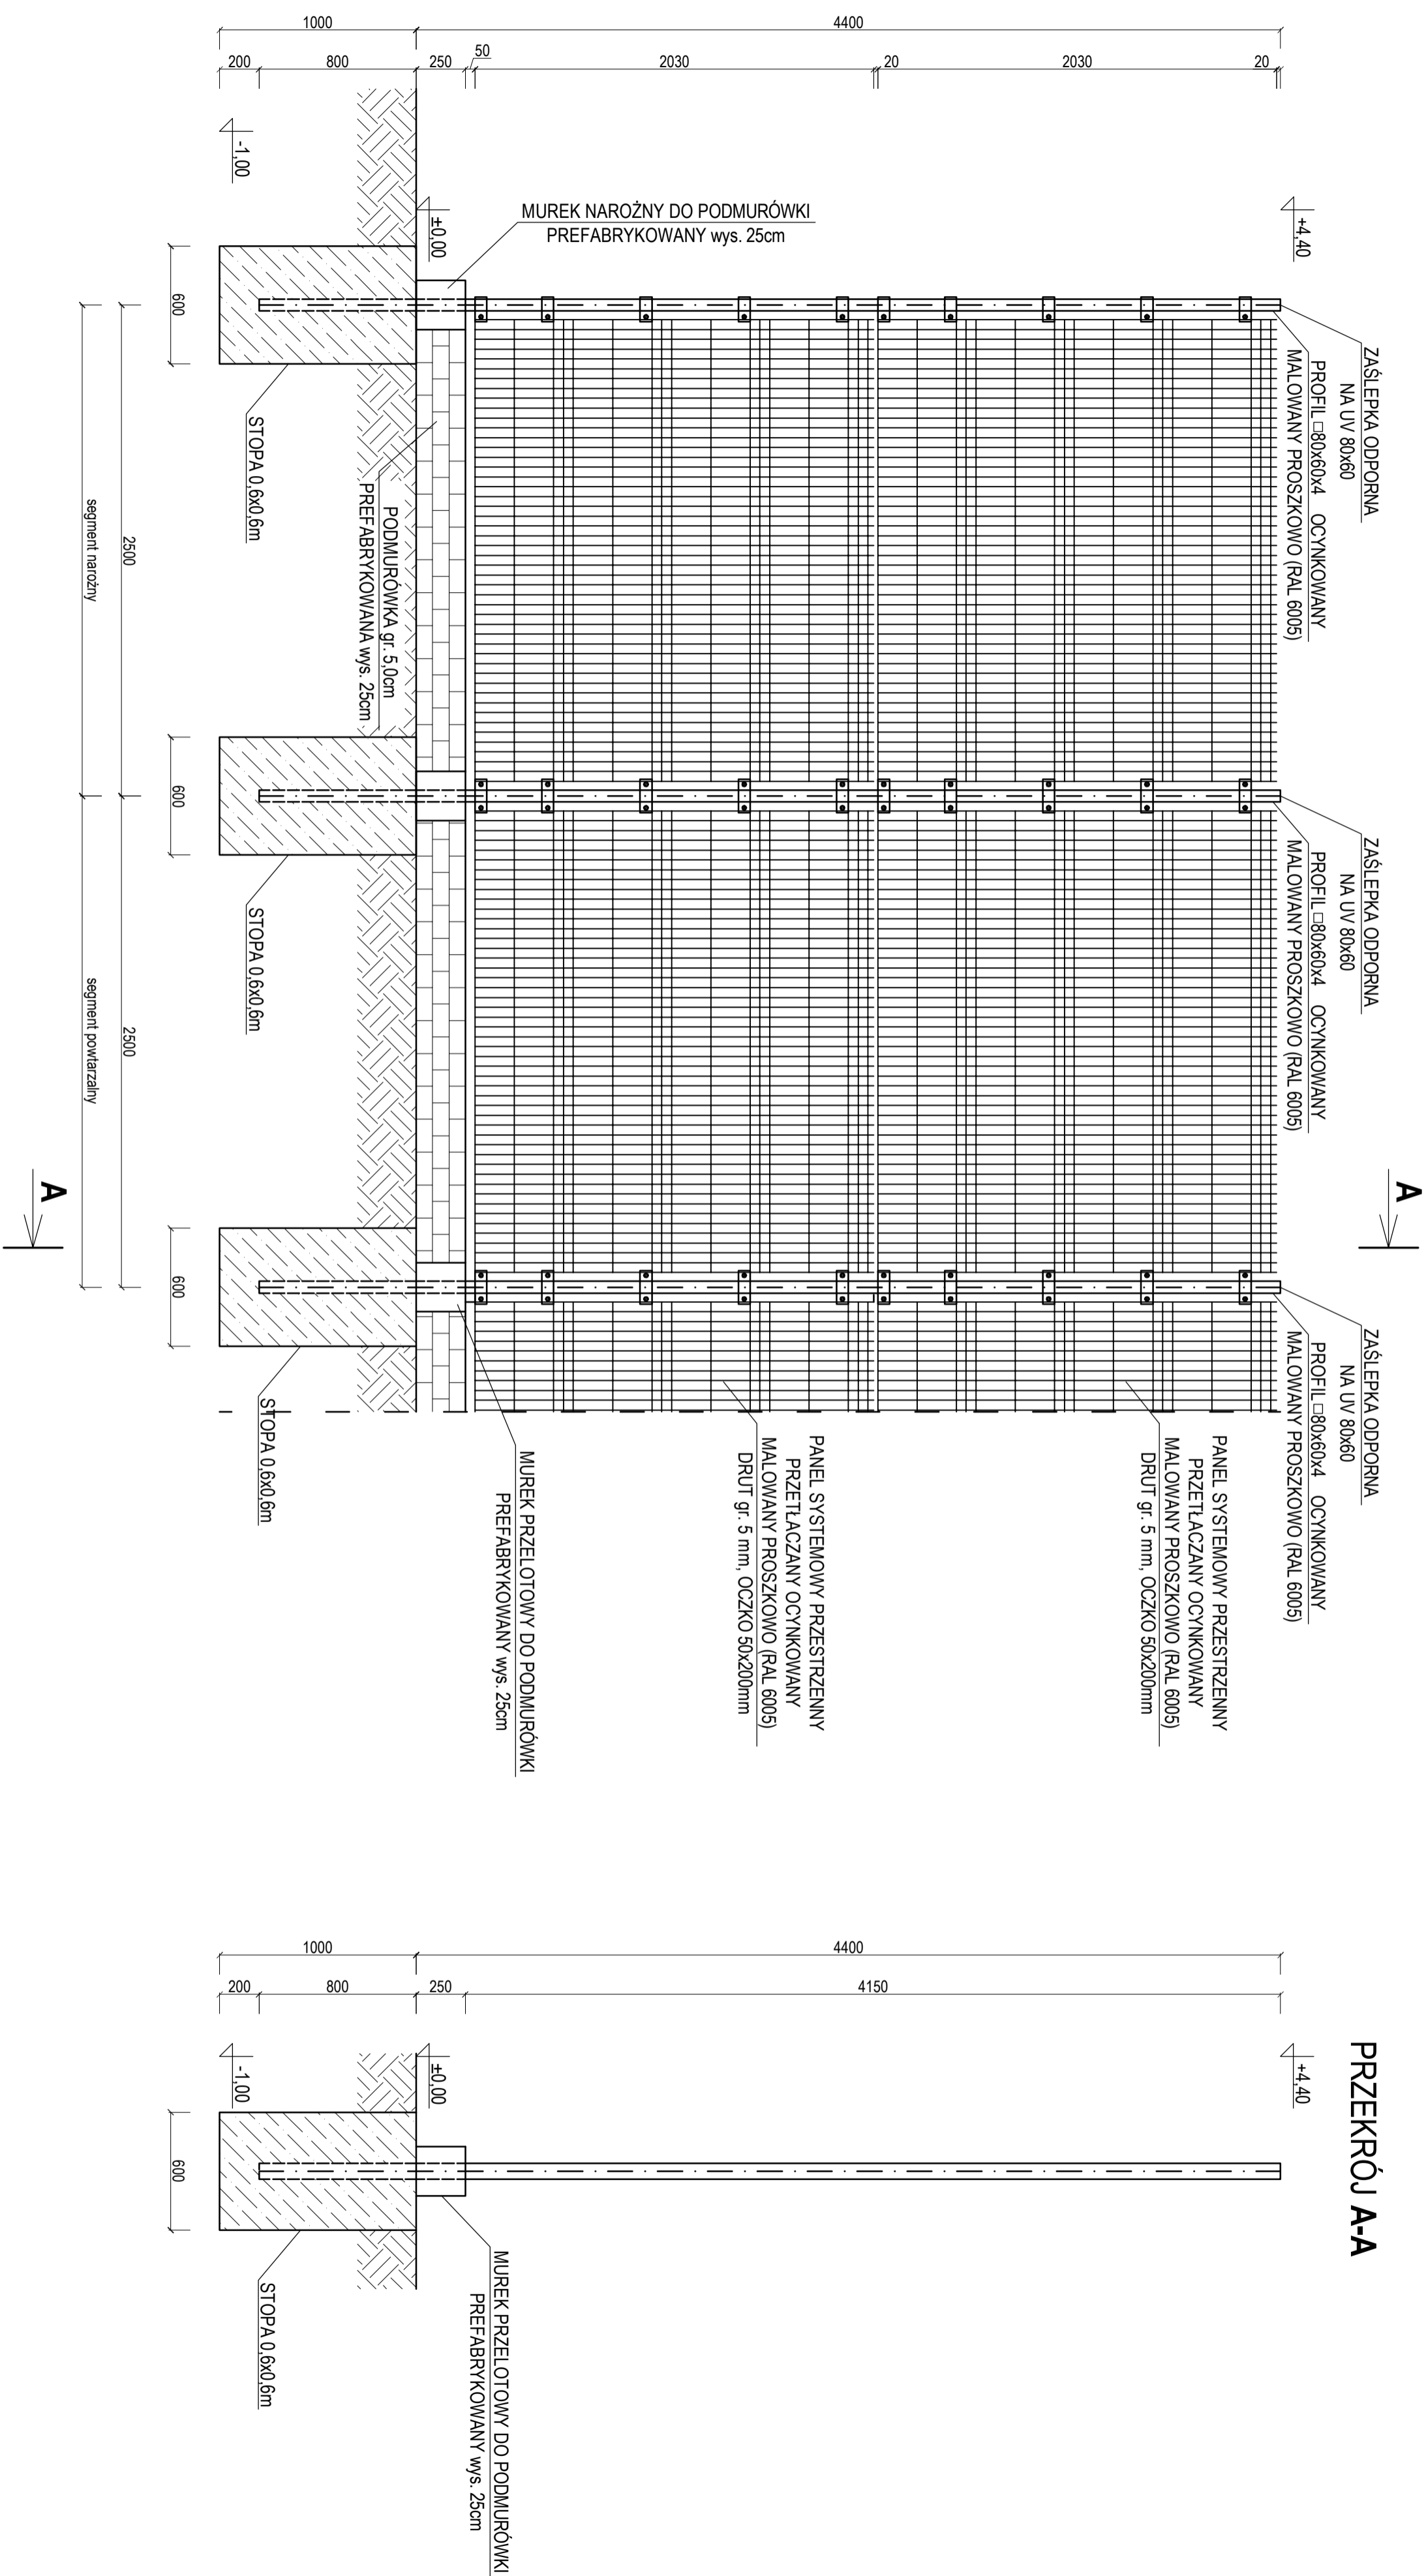 1000
4400
200
800
250
50
2030
20
2030
20
-1,00
±0,00
+4,40
MUREK NAROŻNY DO PODMURÓWKI
PREFABRYKOWANY wys. 25cm
ZAŚLEPKA ODPORNA
NA UV 80x60
PROFIL □80x60x4 OCYNKOWANY
MALOWANY PROSZKOWO (RAL 6005)
600
STOPA 0,6x0,6m
PODMURÓWKA gr. 5,0cm
PREFABRYKOWANA wys. 25cm
2500
segment narożny
ZAŚLEPKA ODPORNA
NA UV 80x60
PROFIL □80x60x4 OCYNKOWANY
MALOWANY PROSZKOWO (RAL 6005)
600
STOPA 0,6x0,6m
2500
segment powtarzalny
A
A
ZAŚLEPKA ODPORNA
NA UV 80x60
PROFIL □80x60x4 OCYNKOWANY
MALOWANY PROSZKOWO (RAL 6005)
600
STOPA 0,6x0,6m
PANEL SYSTEMOWY PRZESTRZENNY
PRZETŁACZANY OCYNKOWANY
MALOWANY PROSZKOWO (RAL 6005)
DRUT gr. 5 mm, OCZKO 50x200mm
PANEL SYSTEMOWY PRZESTRZENNY
PRZETŁACZANY OCYNKOWANY
MALOWANY PROSZKOWO (RAL 6005)
DRUT gr. 5 mm, OCZKO 50x200mm
MUREK PRZELOTOWY DO PODMURÓWKI
PREFABRYKOWANY wys. 25cm
PRZEKRÓJ A-A
1000
4400
200
800
250
4150
-1,00
±0,00
+4,40
600
STOPA 0,6x0,6m
MUREK PRZELOTOWY DO PODMURÓWKI
PREFABRYKOWANY wys. 25cm